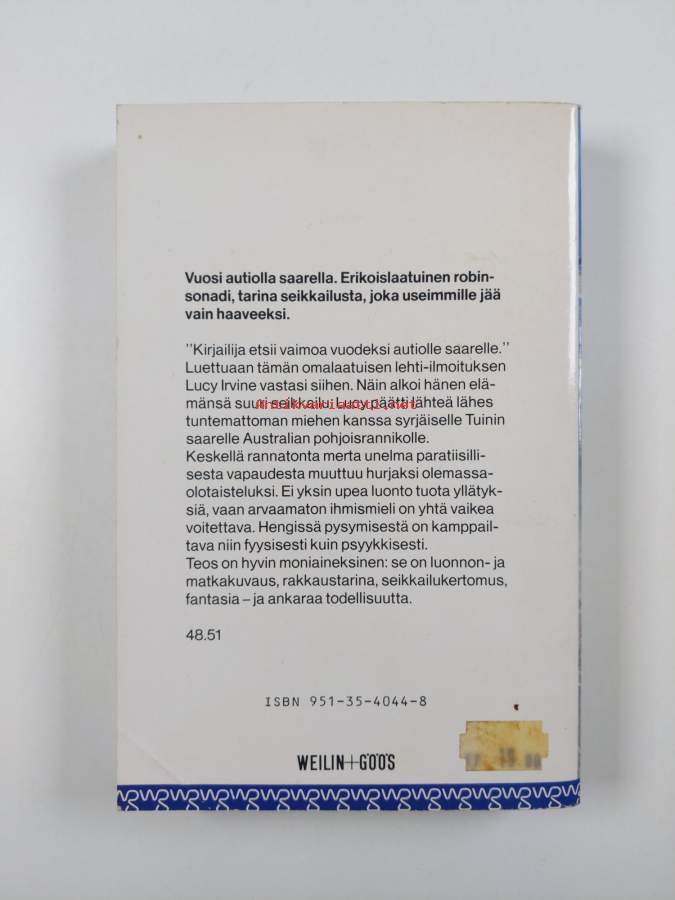 Vuosi autiolla saarella. Erikoislaatuinen robin-
sonadi, tarina seikkailusta, joka useimmille jää
vain haaveeksi.
"Kirjailija etsii vaimoa vuodeksi autiolle saarelle."
Luettuaan tämän omalaatuisen lehti-ilmoituksen
Lucy Irvine vastasi siihen. Näin alkoi hänen elä-
mänsä suuri seikkailu. Lucy päätti lähteä lähes
Antikvariaatti.net
tuntemattoman miehen kanssa syrjäiselle Tuinin
saarelle Australian pohjoisrannikolle.
Keskellä rannatonta merta unelma paratiisilli-
sesta vapaudesta muuttuu hurjaksi olemassa-
olotaisteluksi. Ei yksin upea luonto tuota yllätyk-
siä, vaan arvaamaton ihmismieli on yhtä vaikea
voitettava. Hengissä pysymisestä on kamppail-
tava niin fyysisesti kuin psyykkisesti.
Teos on hyvin moniaineksinen: se on luonnon- ja
matkakuvaus, rakkaustarina, seikkailukertomus,
fantasia – ja ankaraa todellisuutta.
48.51
ISBN 951-35-4044-8
WEILIN+GÖÖS